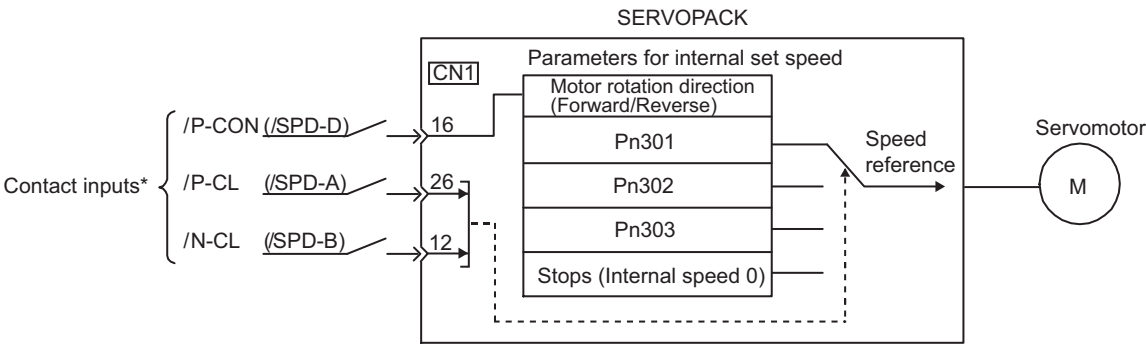 SERVOPACK
CN1
Parameters for internal set speed
Motor rotation direction
(Forward/Reverse)
/P-CON (/SPD-D)
16
Pn301
Speed
reference
Servomotor
Contact inputs*
/P-CL (/SPD-A)
26
Pn302
M
/N-CL (/SPD-B)
12
Pn303
Stops (Internal speed 0)